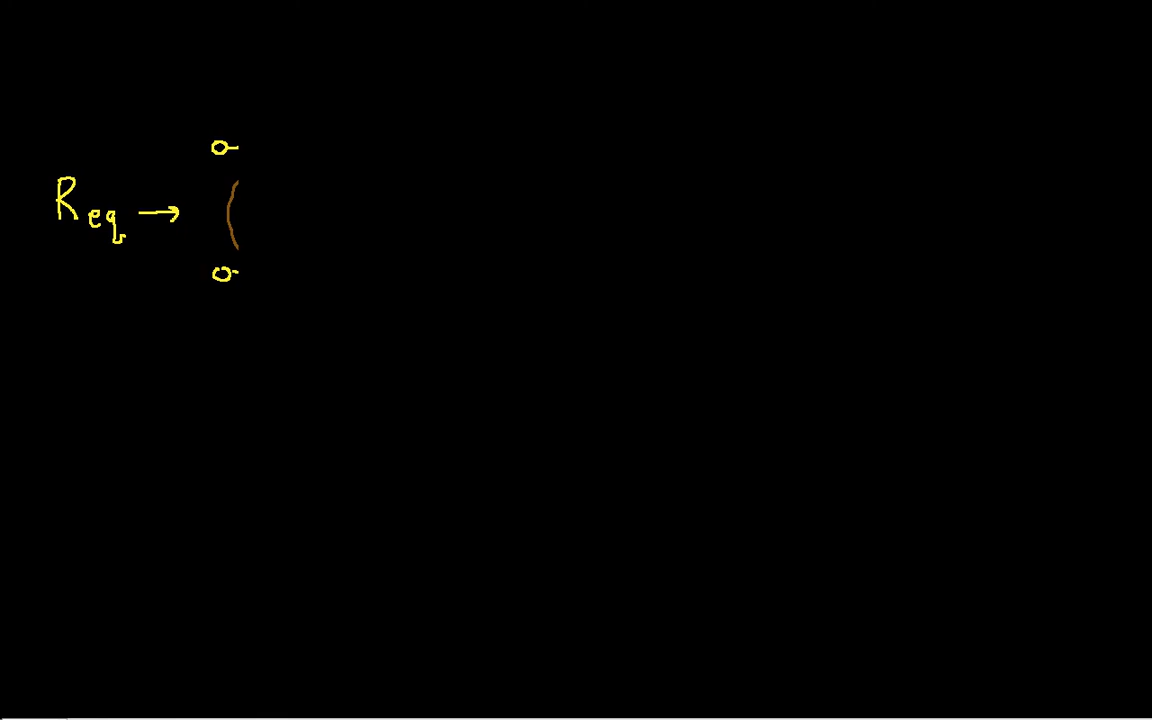 Req →